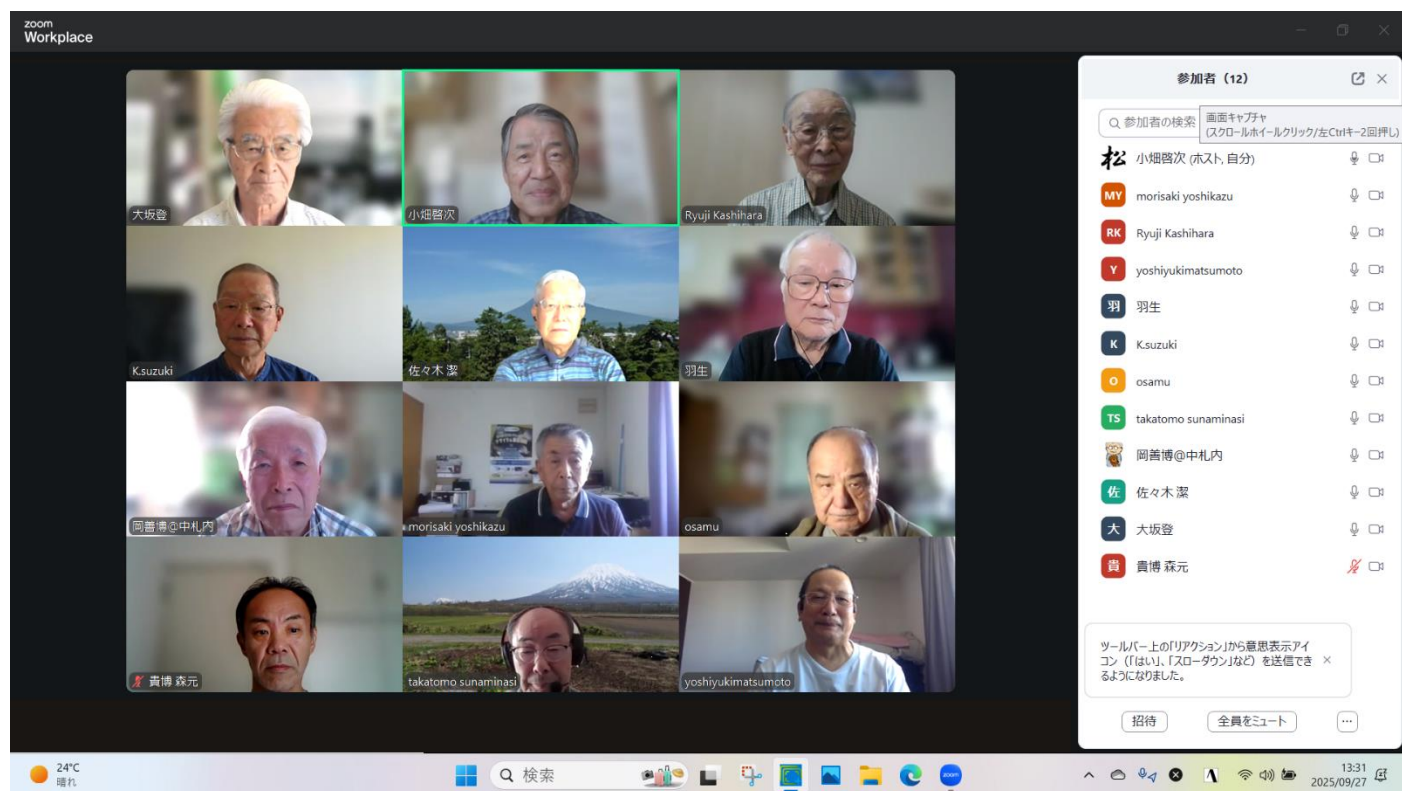 zoom
Workplace
大坂登
小畑啓次
Ryuji Kashihara
K.suzuki
佐々木 潔
羽生
岡善博@中札内
morisaki yoshikazu
osamu
貴博 森元
takatomo sunaminasi
yoshiyukimatsumoto
参加者 (12)
参加者の検索
画面キャプチャ
(スクロールホイールクリック/左Ctrlキー2回押し)
松 小畑啓次 (ホスト, 自分)
MY morisaki yoshikazu
RK Ryuji Kashihara
Y yoshiyukimatsumoto
羽 羽生
K K.suzuki
O osamu
TS takatomo sunaminasi
岡善博@中札内
佐 佐々木 潔
大 大坂登
貴 貴博 森元
ツールバー上の「リアクション」から意思表示アイ
コン (「はい」、「スローダウン」など) を送信でき
るようになりました。
招待 全員をミュート ...
24°C
晴れ
検索
zoom
13:31
2025/09/27